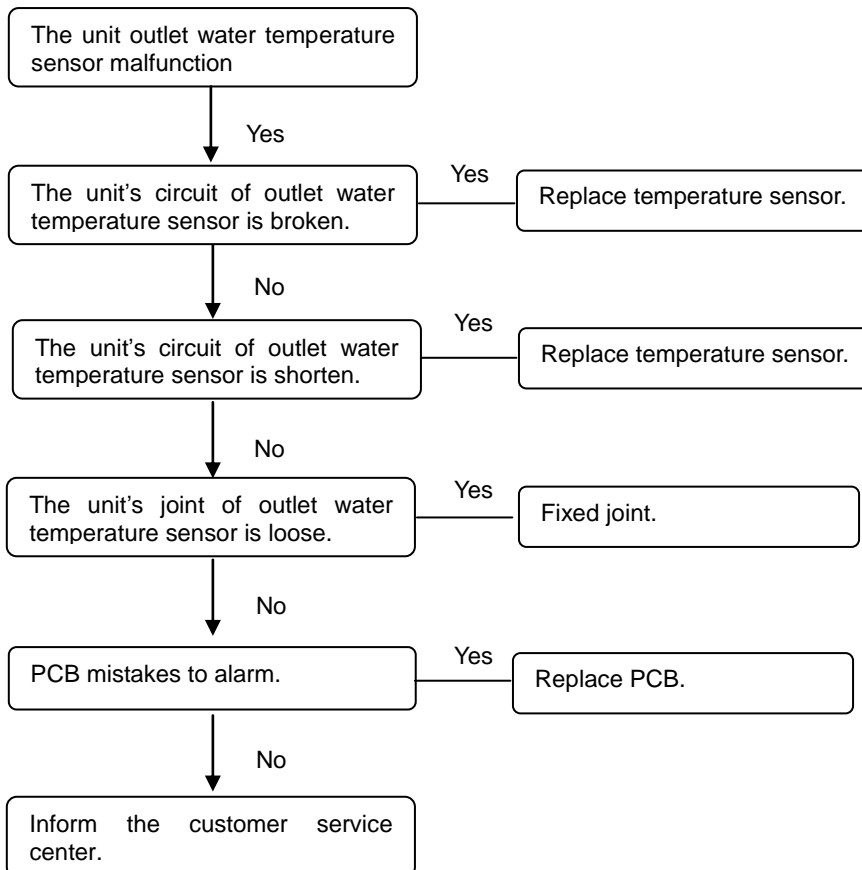 The unit outlet water temperature
sensor malfunction
Yes
The unit's circuit of outlet water
temperature sensor is broken.
Yes
Replace temperature sensor.
No
The unit's circuit of outlet water
temperature sensor is shorten.
Yes
Replace temperature sensor.
No
The unit's joint of outlet water
temperature sensor is loose.
Yes
Fixed joint.
No
PCB mistakes to alarm.
Yes
Replace PCB.
No
Inform the customer service
center.